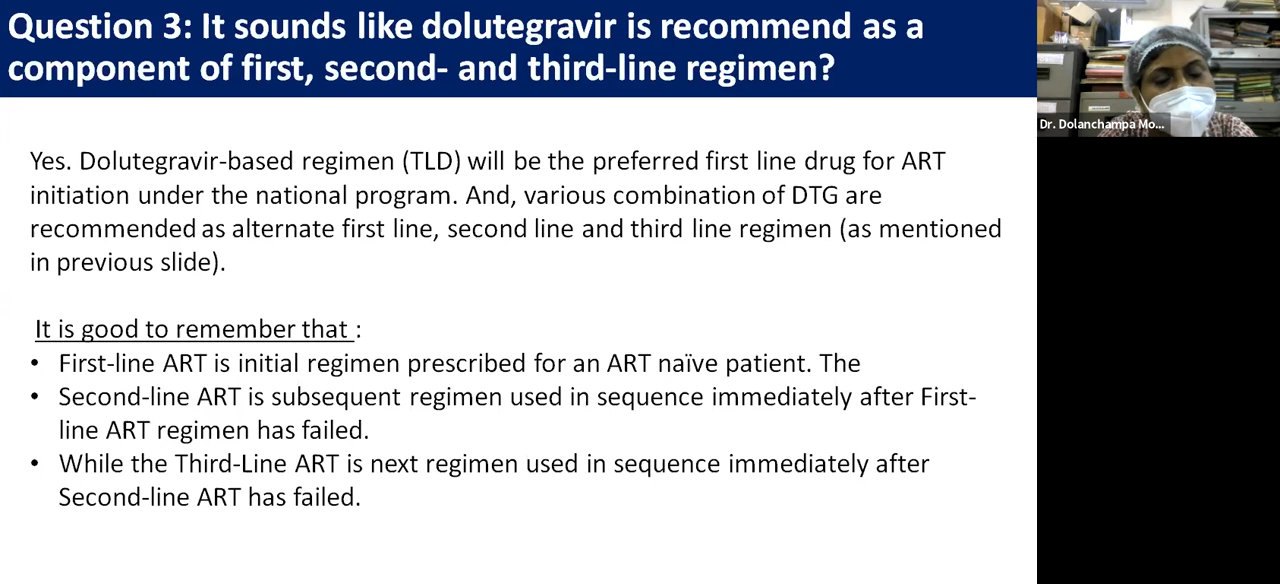 Question 3: It sounds like dolutegravir is recommend as a
component of first, second- and third-line regimen?
Dr. Dolanchampa Mo...
Yes. Dolutegravir-based regimen (TLD) will be the preferred first line drug for ART
initiation under the national program. And, various combination of DTG are
recommended as alternate first line, second line and third line regimen (as mentioned
in previous slide).
It is good to remember that :
• First-line ART is initial regimen prescribed for an ART naïve patient. The
• Second-line ART is subsequent regimen used in sequence immediately after First-
line ART regimen has failed.
• While the Third-Line ART is next regimen used in sequence immediately after
Second-line ART has failed.